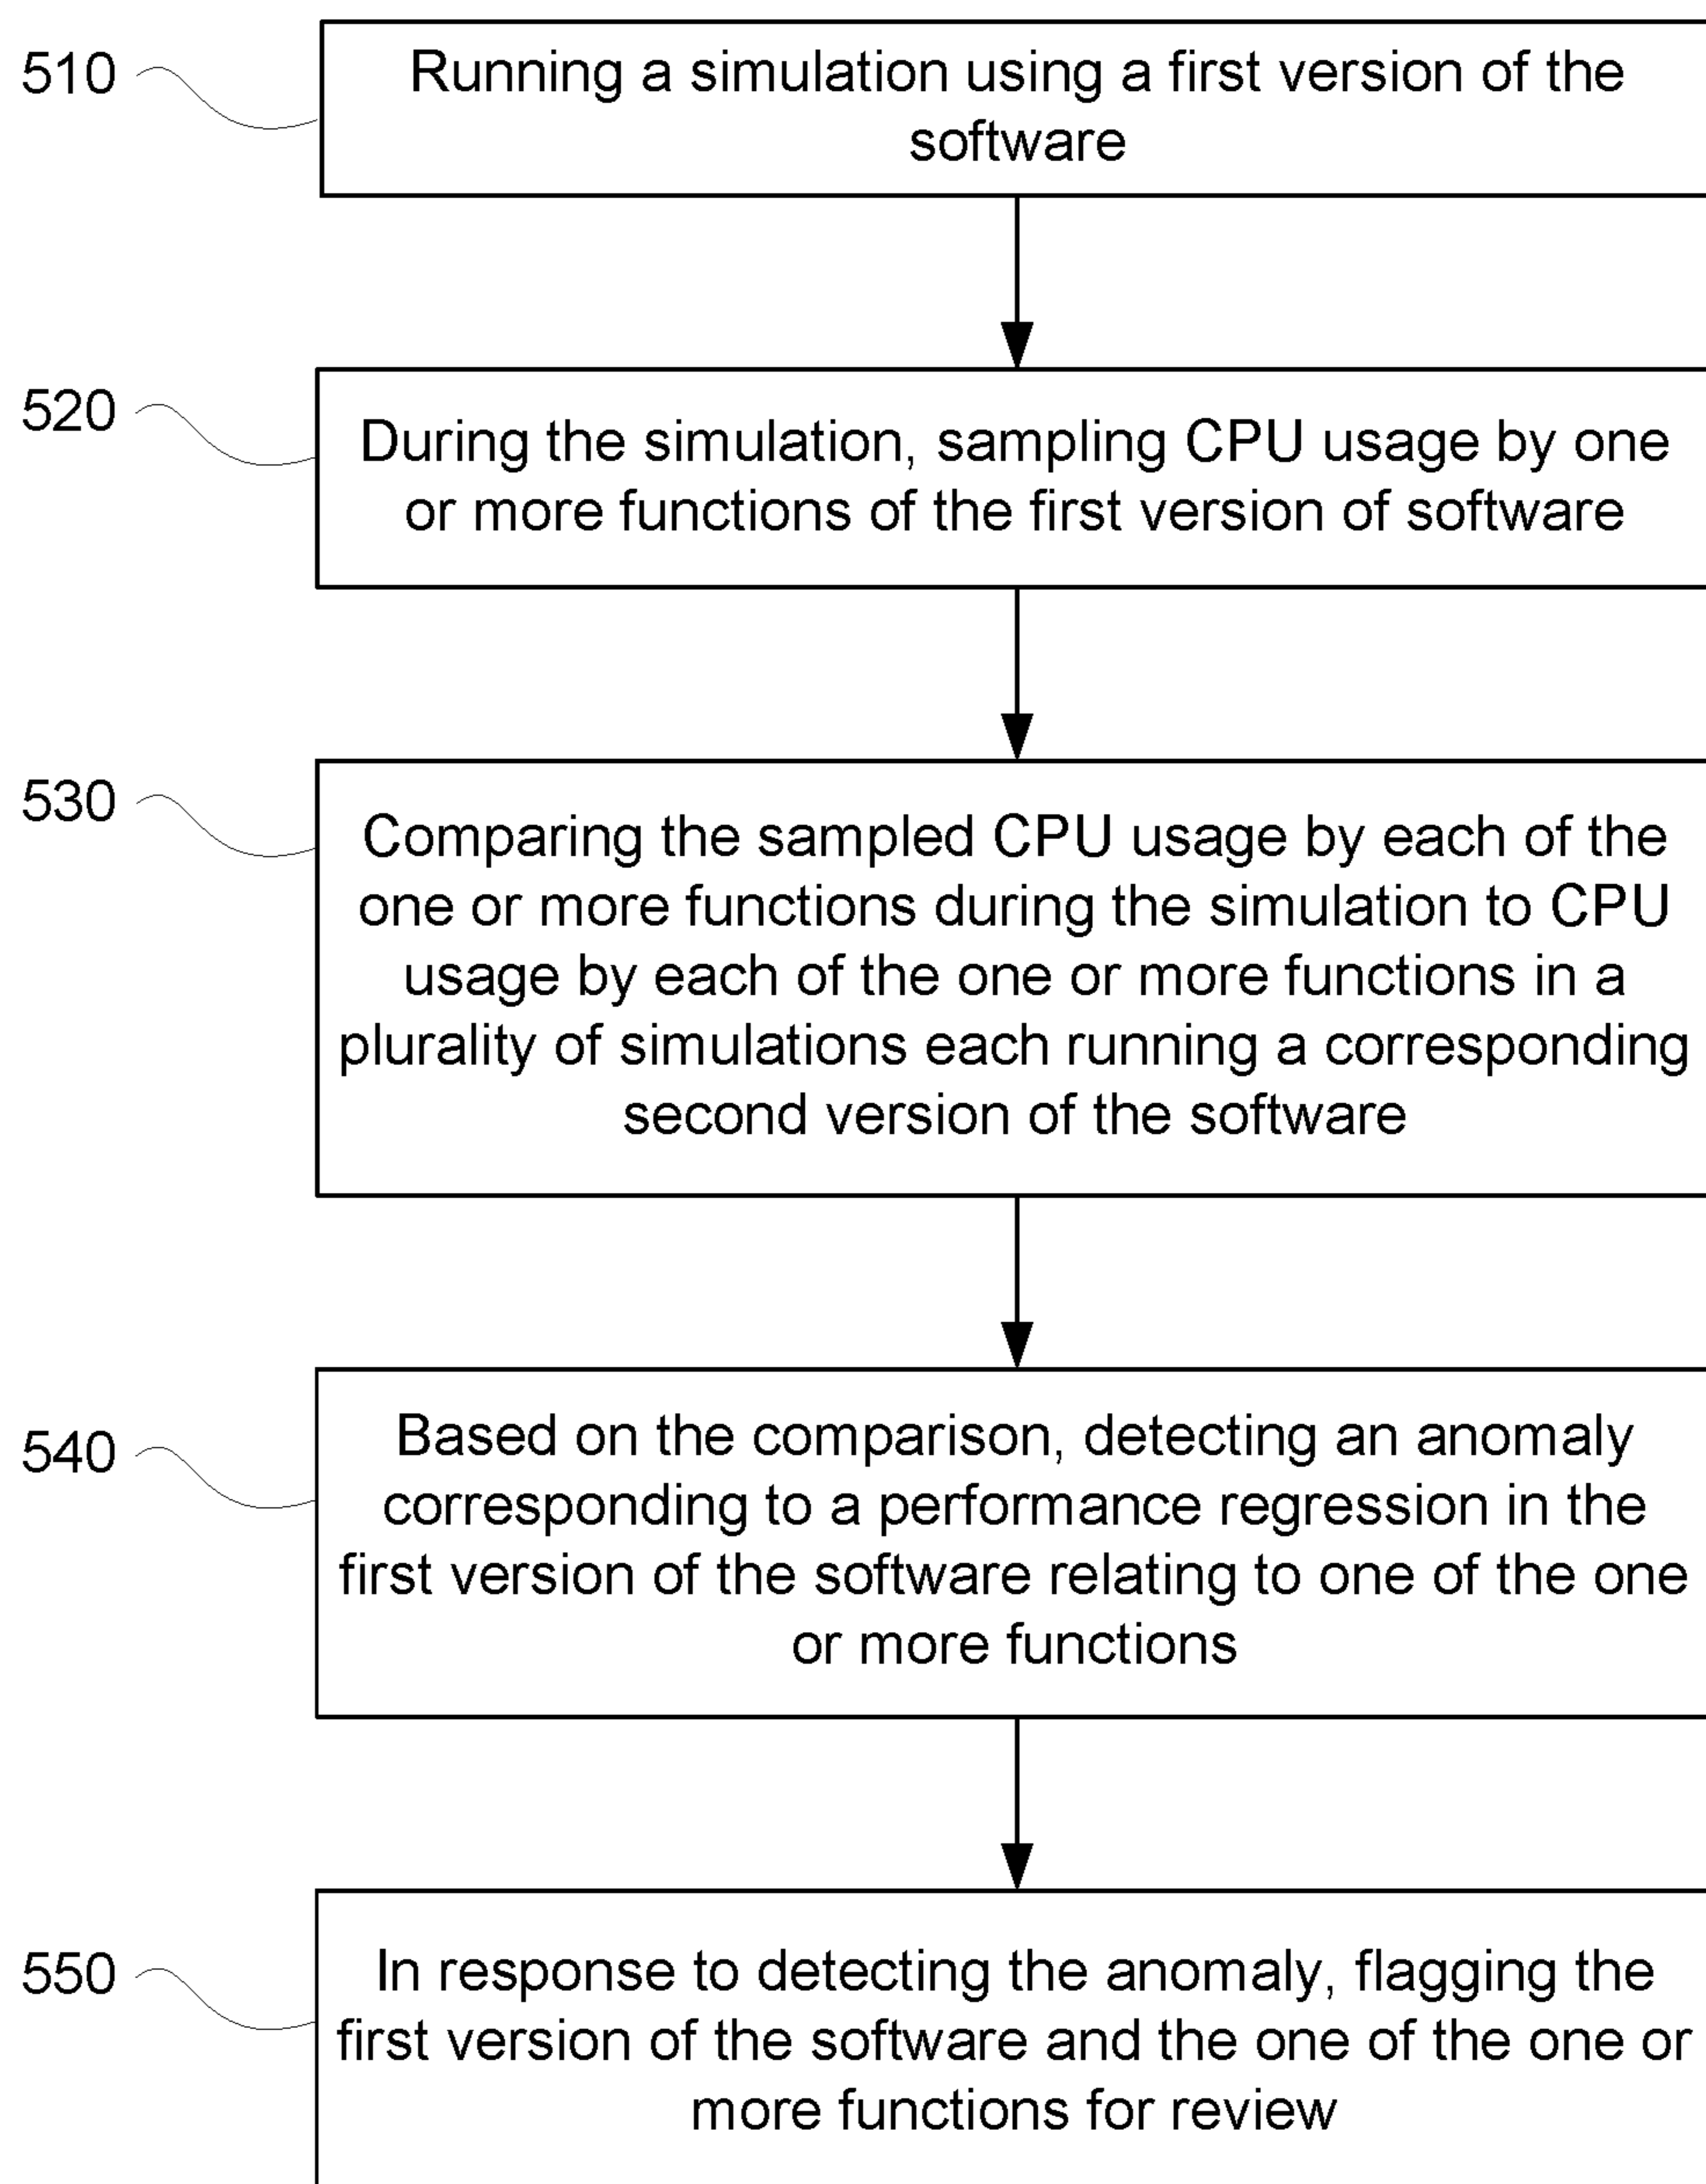 510
Running a simulation using a first version of the
software
520
During the simulation, sampling CPU usage by one
or more functions of the first version of software
530
Comparing the sampled CPU usage by each of the
one or more functions during the simulation to CPU
usage by each of the one or more functions in a
plurality of simulations each running a corresponding
second version of the software
540
Based on the comparison, detecting an anomaly
corresponding to a performance regression in the
first version of the software relating to one of the one
or more functions
550
In response to detecting the anomaly, flagging the
first version of the software and the one of the one or
more functions for review